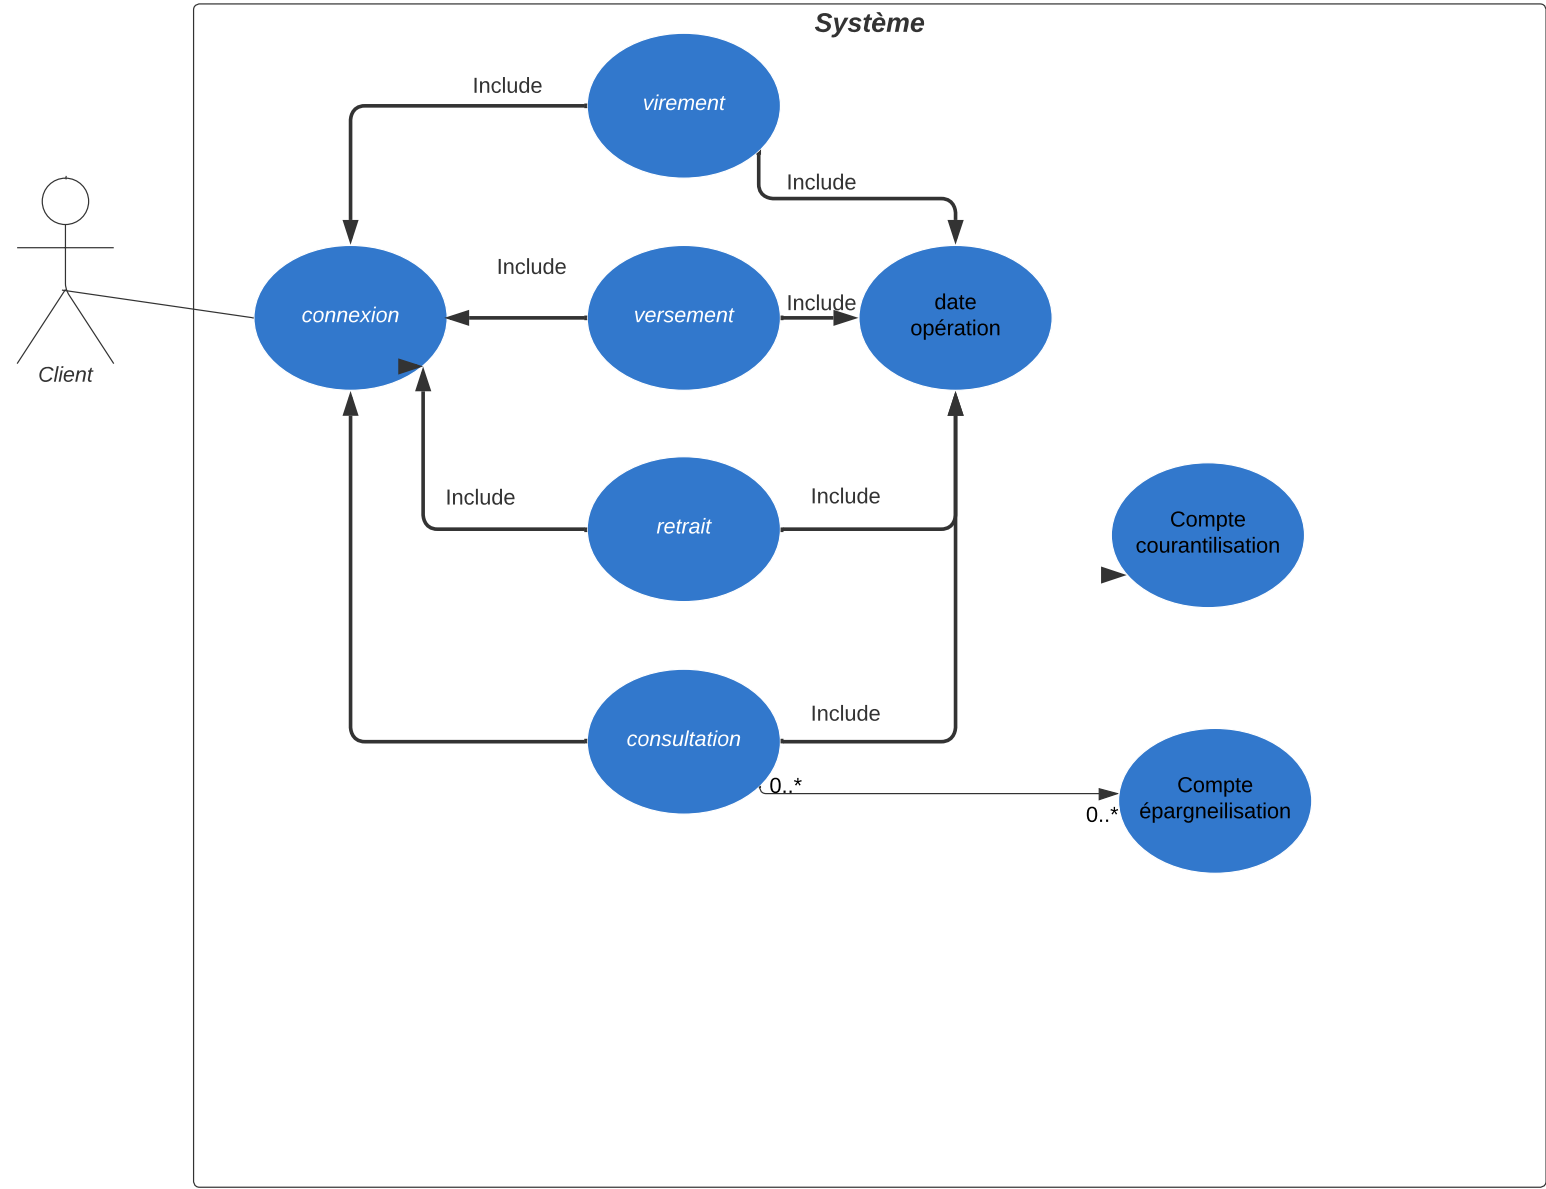 Système
Include
virement
Include
Include
connexion
versement
Include
date
opération
Client
Include
retrait
Include
Compte
courantilisation
consultation
Include
0..*
0..*
Compte
épargneilisation